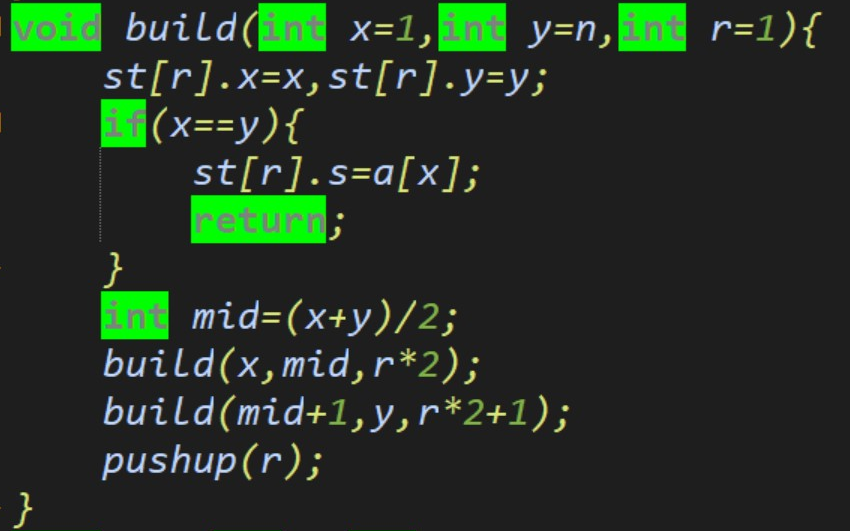 void build(int x=1,int y=n,int r=1){
st[r].x=x,st[r].y=y;
if(x==y){
st[r].s=a[x];
return;
}
int mid=(x+y)/2;
build(x,mid,r*2);
build(mid+1,y,r*2+1);
pushup(r);
}